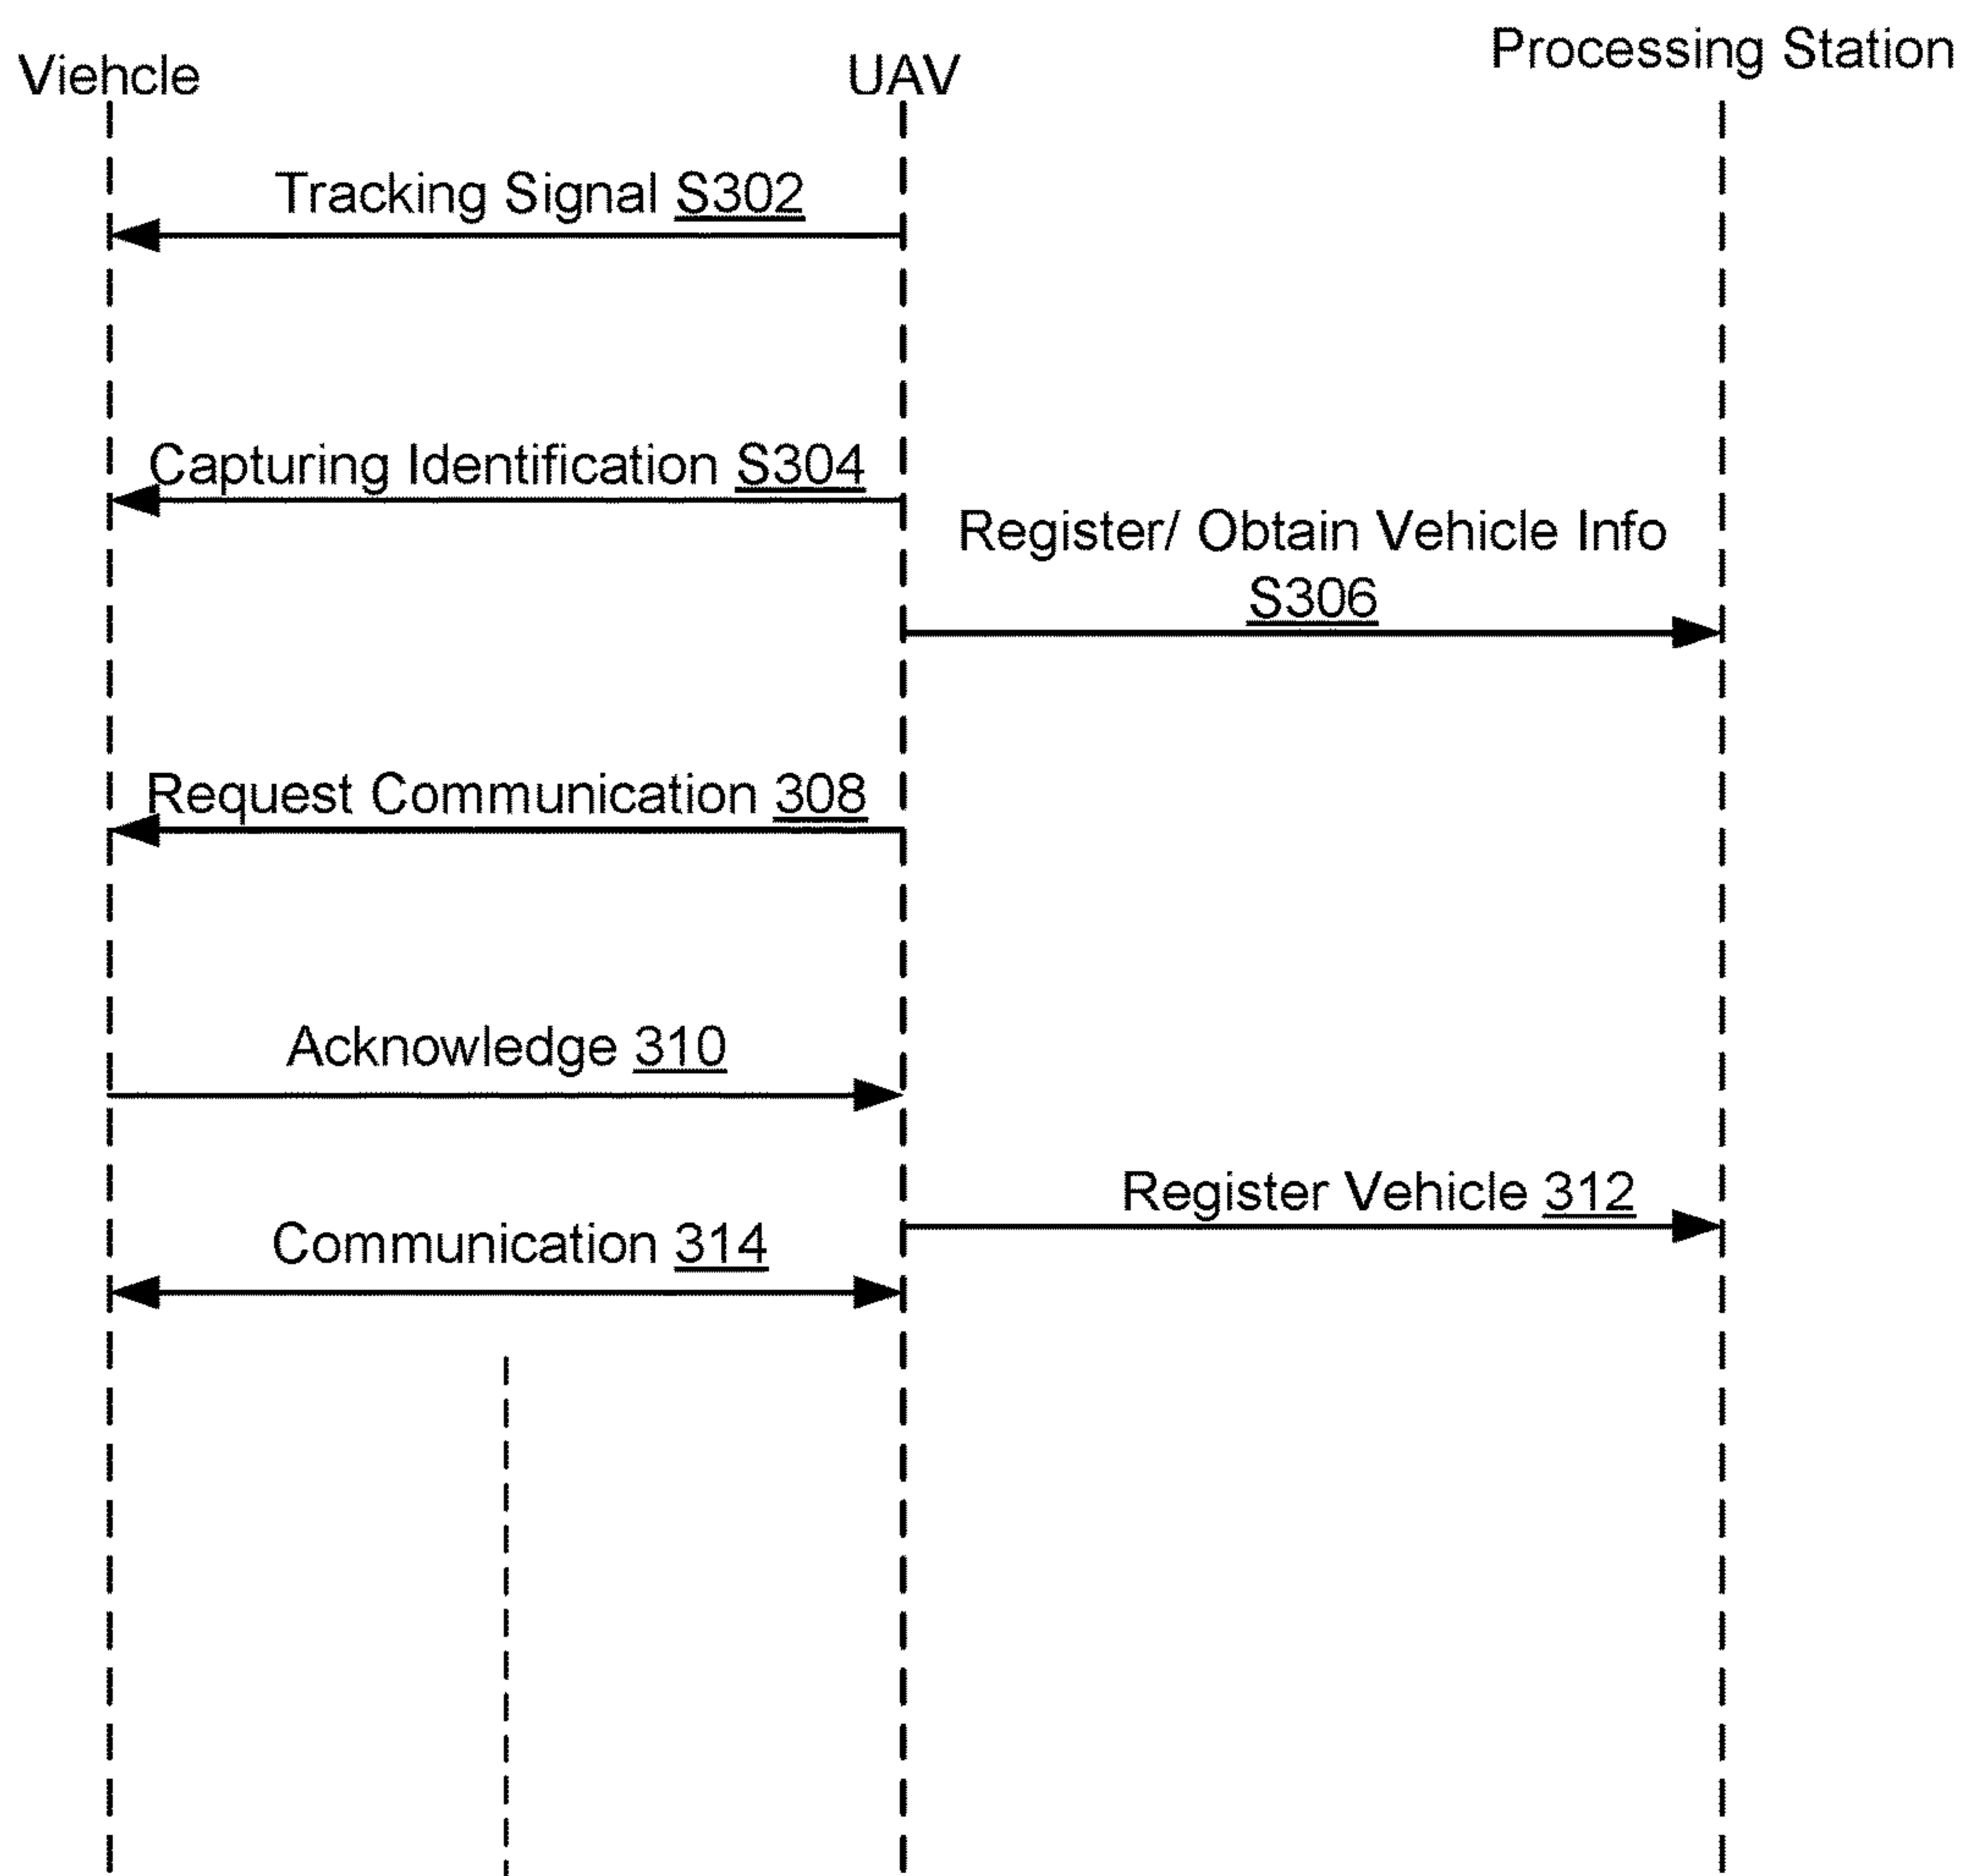 Viehcle
UAV
Processing Station
Tracking Signal S302
Capturing Identification S304
Register/ Obtain Vehicle Info
S306
Request Communication 308
Acknowledge 310
Register Vehicle 312
Communication 314